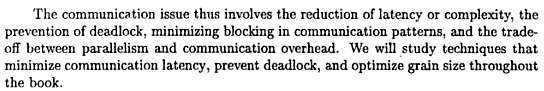 The communication issue thus involves the reduction of latency or complexity, the
prevention of deadlock, minimizing blocking in communication patterns, and the trade-
off between parallelism and communication overhead. We will study techniques that
minimize communication latency, prevent deadlock, and optimize grain size throughout
the book.